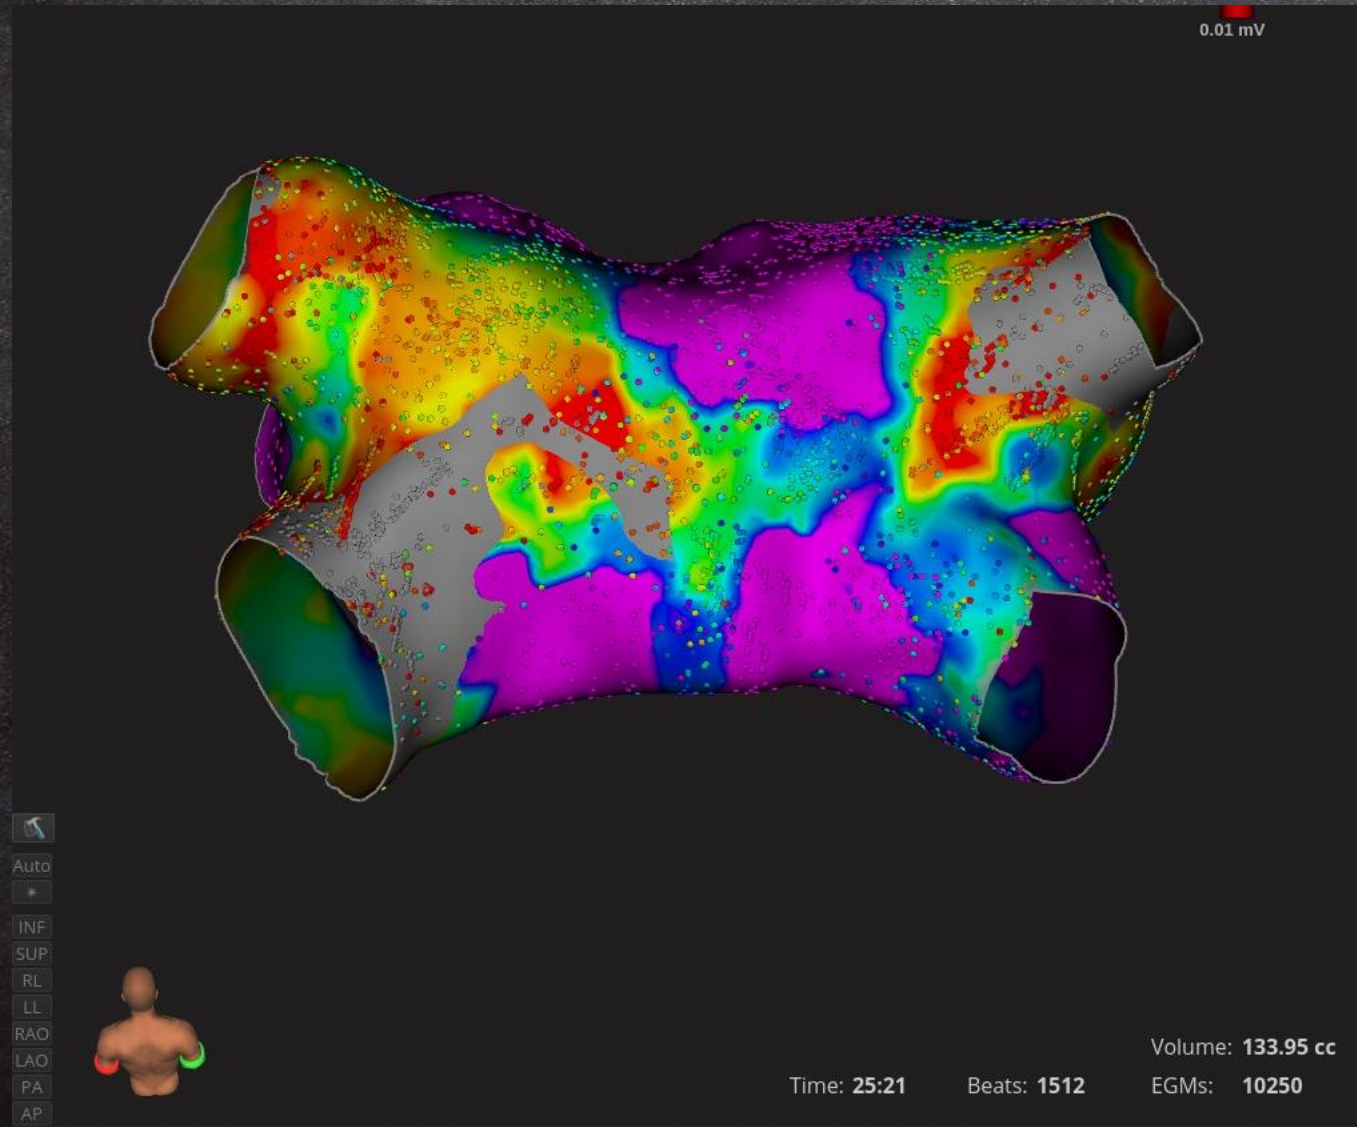 0.01 mV
Auto
*
INF
SUP
RL
LL
RAO
LAO
PA
AP
Volume: 133.95 cc
Time: 25:21 Beats: 1512 EGMs: 10250